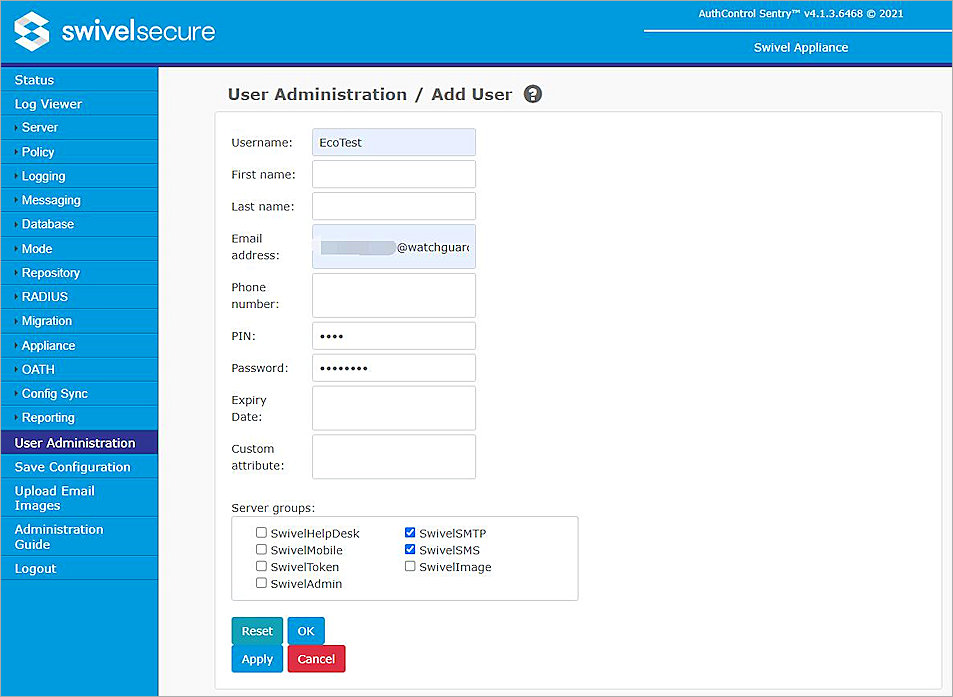 swivelsecure
AuthControl Sentry™ v4.1.3.6468 © 2021
Swivel Appliance
Status
Log Viewer
Server
Policy
Logging
Messaging
Database
Mode
Repository
RADIUS
Migration
Appliance
OATH
Config Sync
Reporting
User Administration
Save Configuration
Upload Email
Images
Administration
Guide
Logout
User Administration / Add User ?
Username: EcoTest
First name:
Last name:
Email
address:
@watchguard
Phone
number:
PIN: ••••
Password: ••••••••
Expiry
Date:
Custom
attribute:
Server groups:
SwivelHelpDesk SwivelSMTP
SwivelMobile SwivelSMS
SwivelToken SwivelImage
SwivelAdmin
Reset OK
Apply Cancel